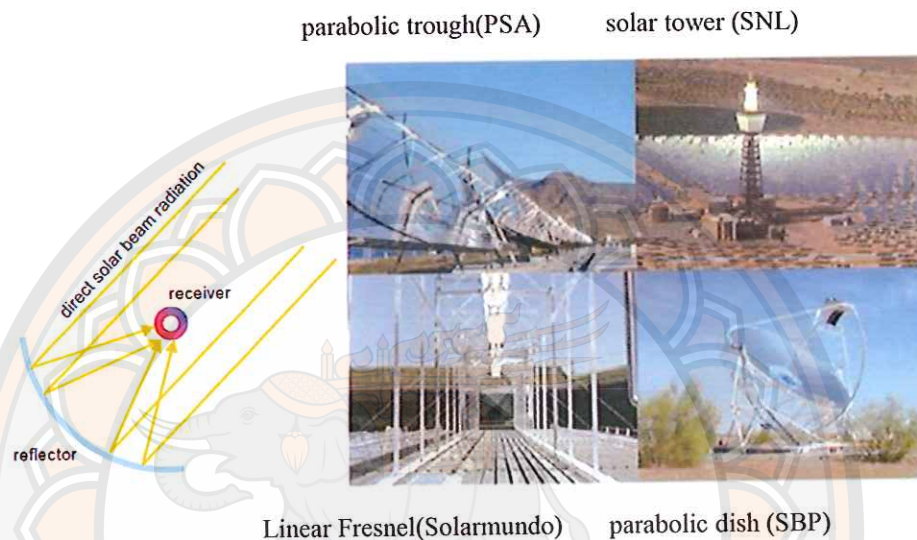 parabolic trough(PSA) solar tower (SNL)
direct solar beam radiation
receiver
reflector
Linear Fresnel(Solarmundo) parabolic dish (SBP)